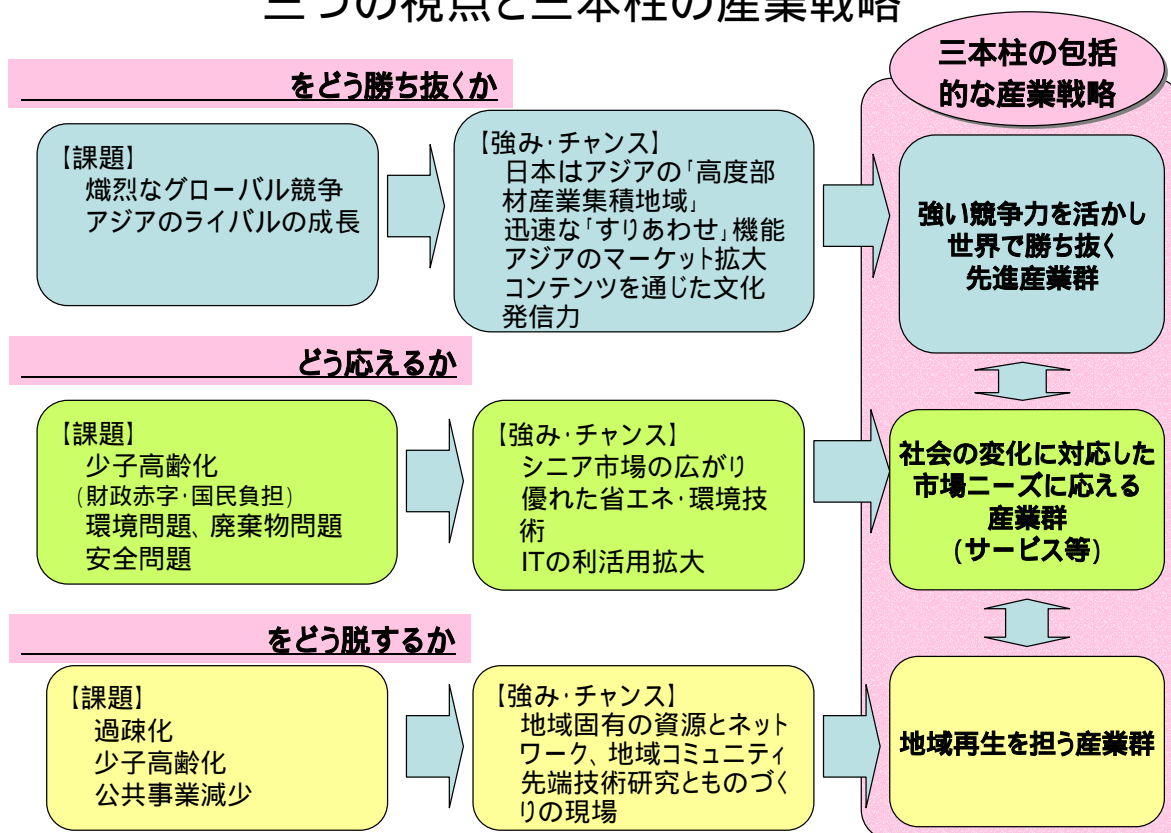 三つの視点と三本柱の産業戦略
三本柱の包括
的な産業戦略
をどう勝ち抜くか
【課題】
熾烈なグローバル競争
アジアのライバルの成長
【強み・チャンス】
日本はアジアの「高度部
材産業集積地域」
迅速な「すりあわせ」機能
アジアのマーケット拡大
コンテンツを通じた文化
発信力
強い競争力を活かし
世界で勝ち抜く
先進産業群
どう応えるか
【課題】
少子高齢化
(財政赤字・国民負担)
環境問題、廃棄物問題
安全問題
【強み・チャンス】
シニア市場の広がり
優れた省エネ・環境技
術
ITの利活用拡大
社会の変化に対応した
市場ニーズに応える
産業群
(サービス等)
をどう脱するか
【課題】
過疎化
少子高齢化
公共事業減少
【強み・チャンス】
地域固有の資源とネット
ワーク、地域コミュニティ
先端技術研究とものづく
りの現場
地域再生を担う産業群